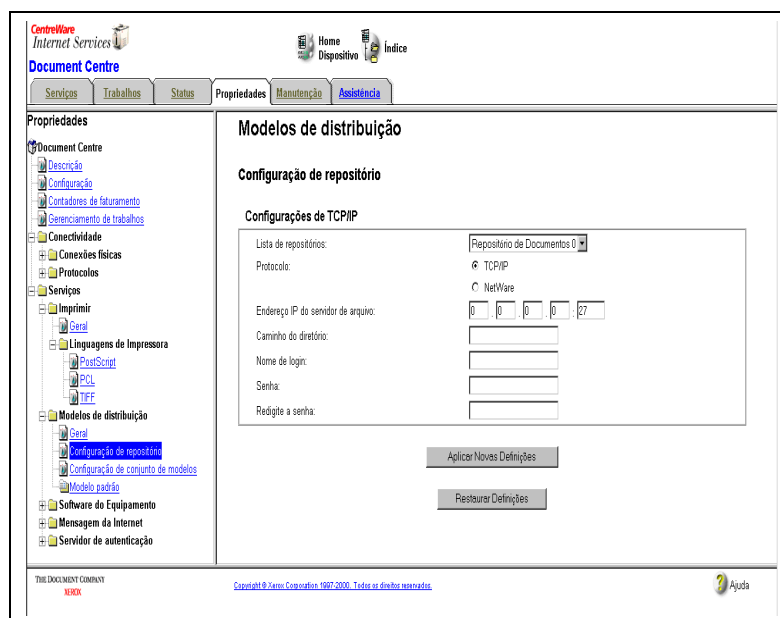 CentreWare
Internet Services
Home
Dispositivo
Índice
Document Centre
Serviços
Trabalhos
Status
Propriedades
Manutenção
Assistência
Propriedades
Document Centre
Descrição
Configuração
Contadores de faturamento
Gerenciamento de trabalhos
Conectividade
Conexões físicas
Protocolos
Serviços
Imprimir
Geral
Linguagens de Impressora
PostScript
PCL
TIFF
Modelos de distribuição
Geral
Configuração de repositório
Configuração de conjunto de modelos
Modelo padrão
Software do Equipamento
Mensagem da Internet
Servidor de autenticação
Modelos de distribuição
Configuração de repositório
Configurações de TCP/IP
Lista de repositórios: Repositório de Documentos 0
Protocolo: TCP/IP
NetWare
Endereço IP do servidor de arquivo: 0 . 0 . 0 . 0 : 27
Caminho do diretório:
Nome de login:
Senha:
Redigite a senha:
Aplicar Novas Definições
Restaurar Definições
THE DOCUMENT COMPANY
XEROX
Copyright © Xerox Corporation 1997-2000. Todos os direitos reservados.
Ajuda